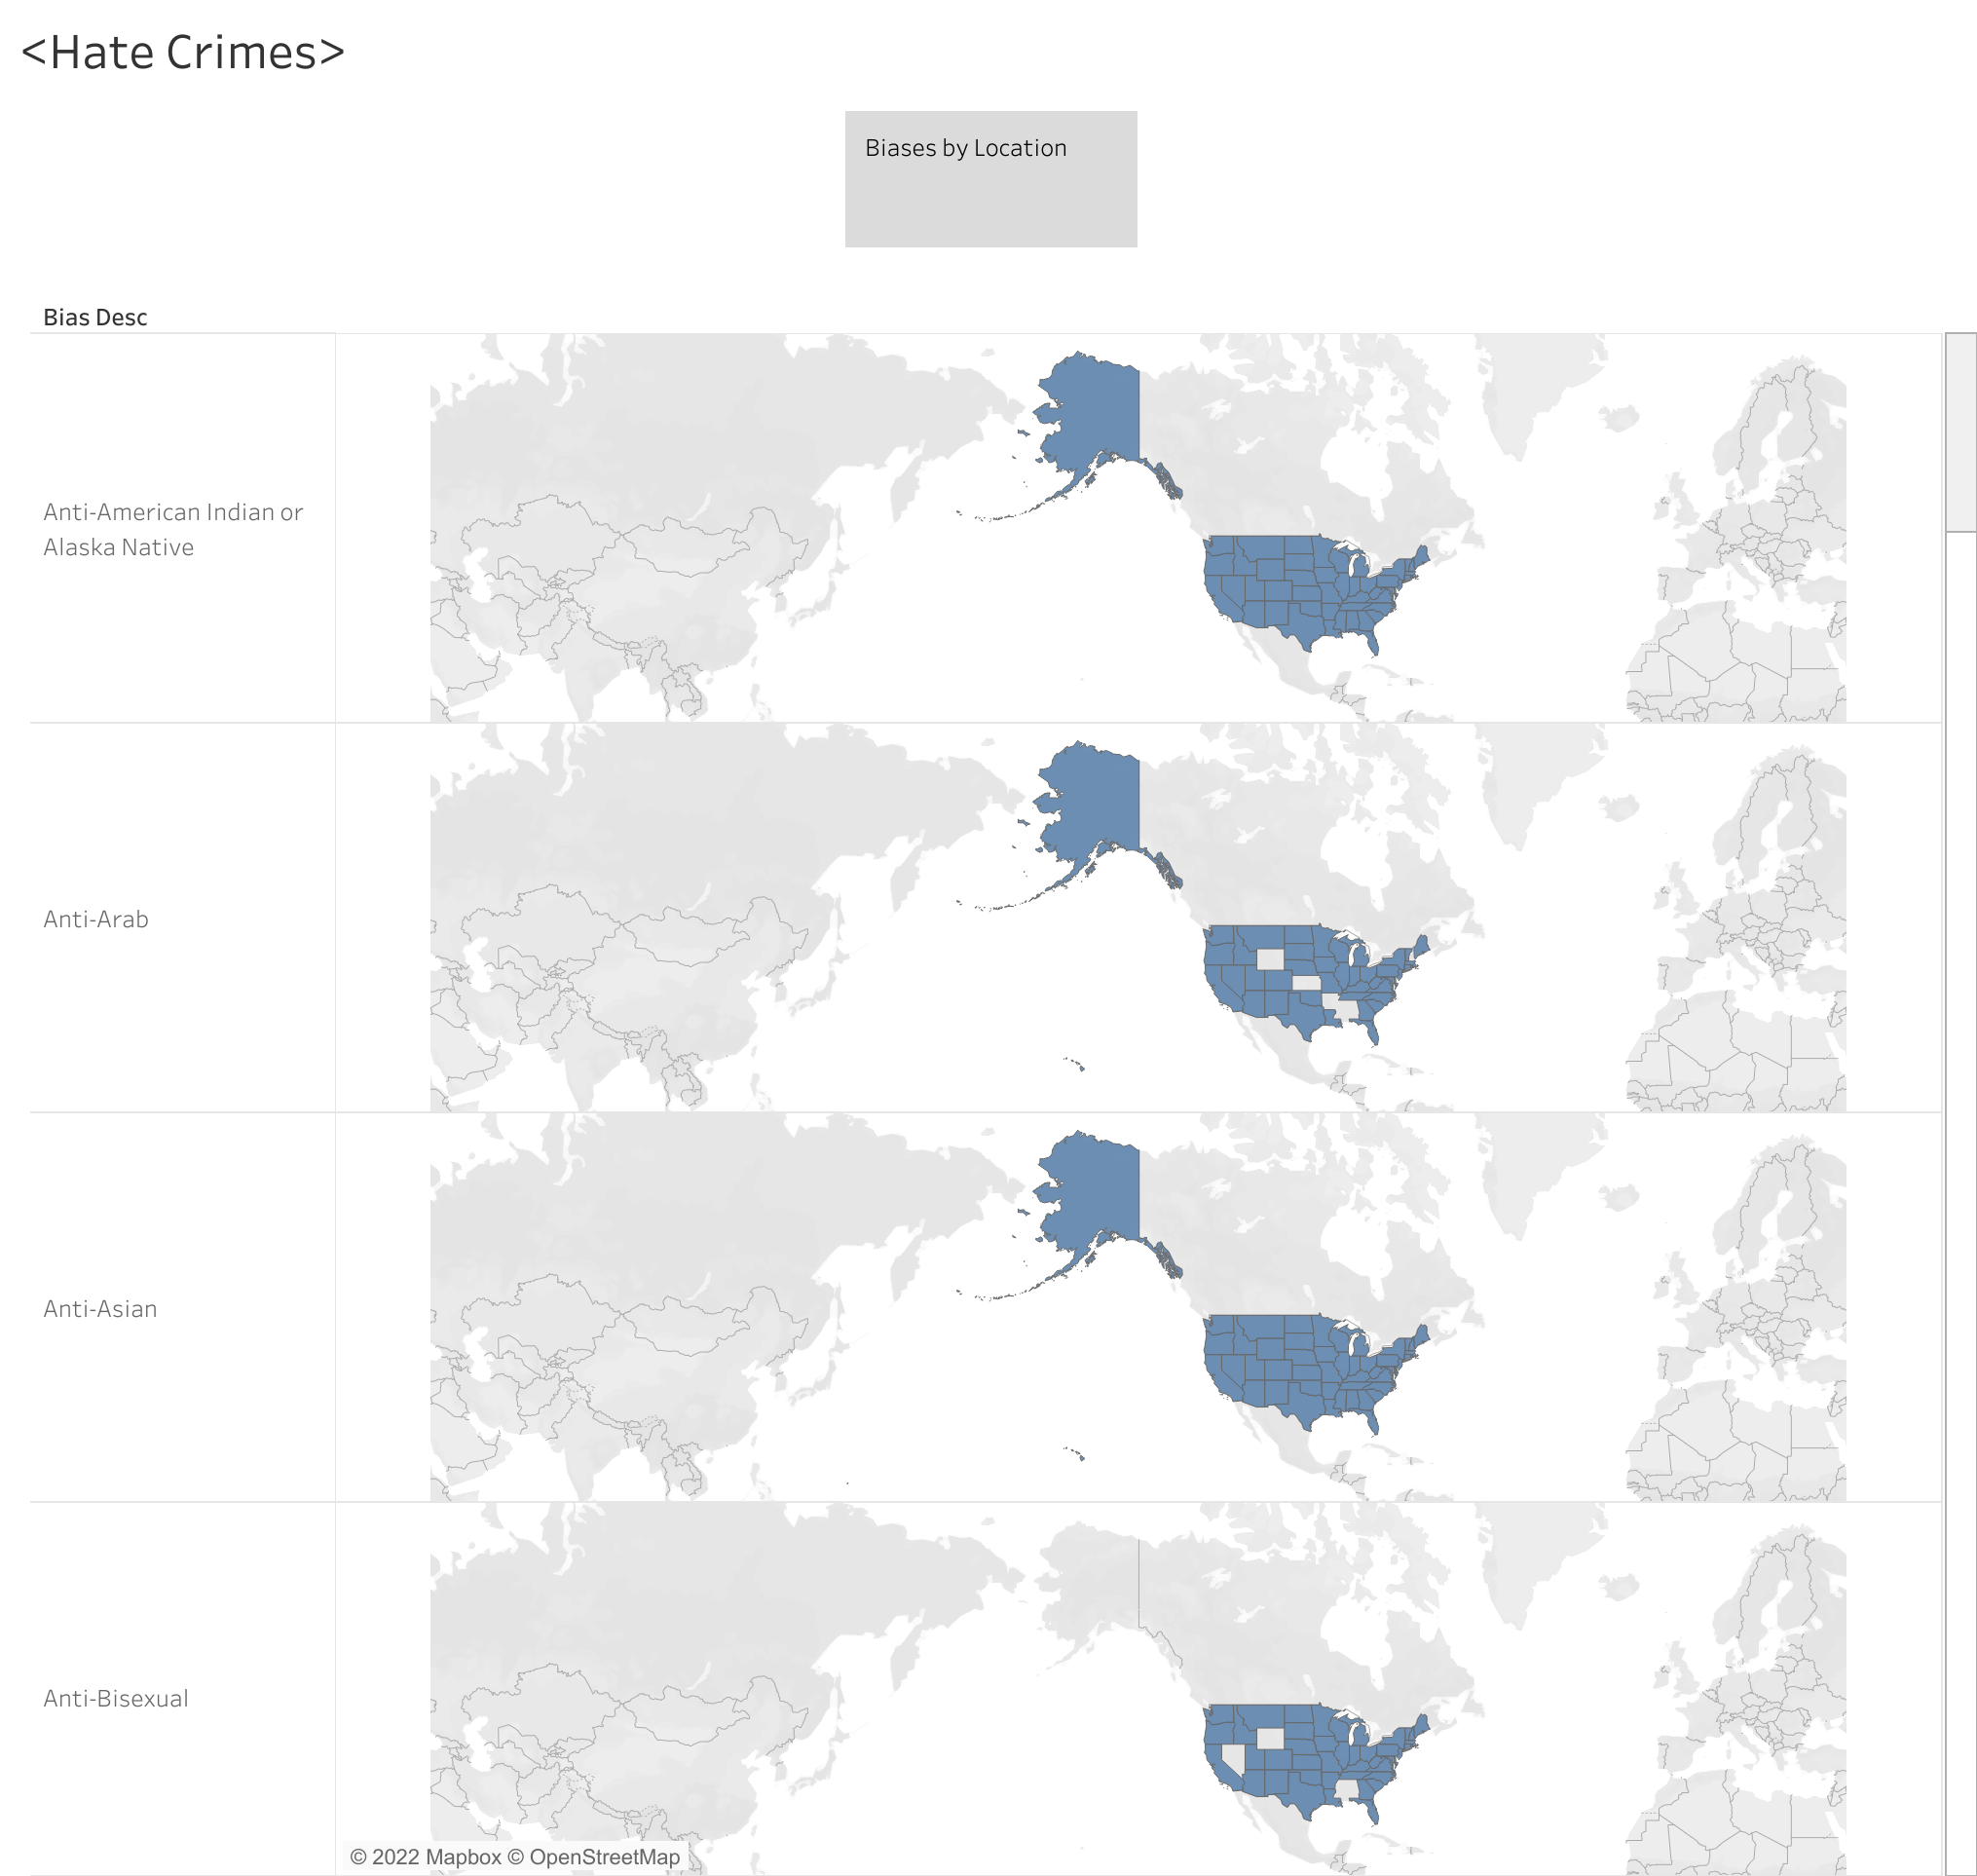 <Hate Crimes>
Biases by Location
Bias Desc
Anti-American Indian or
Alaska Native
Anti-Arab
Anti-Asian
Anti-Bisexual
© 2022 Mapbox © OpenStreetMap